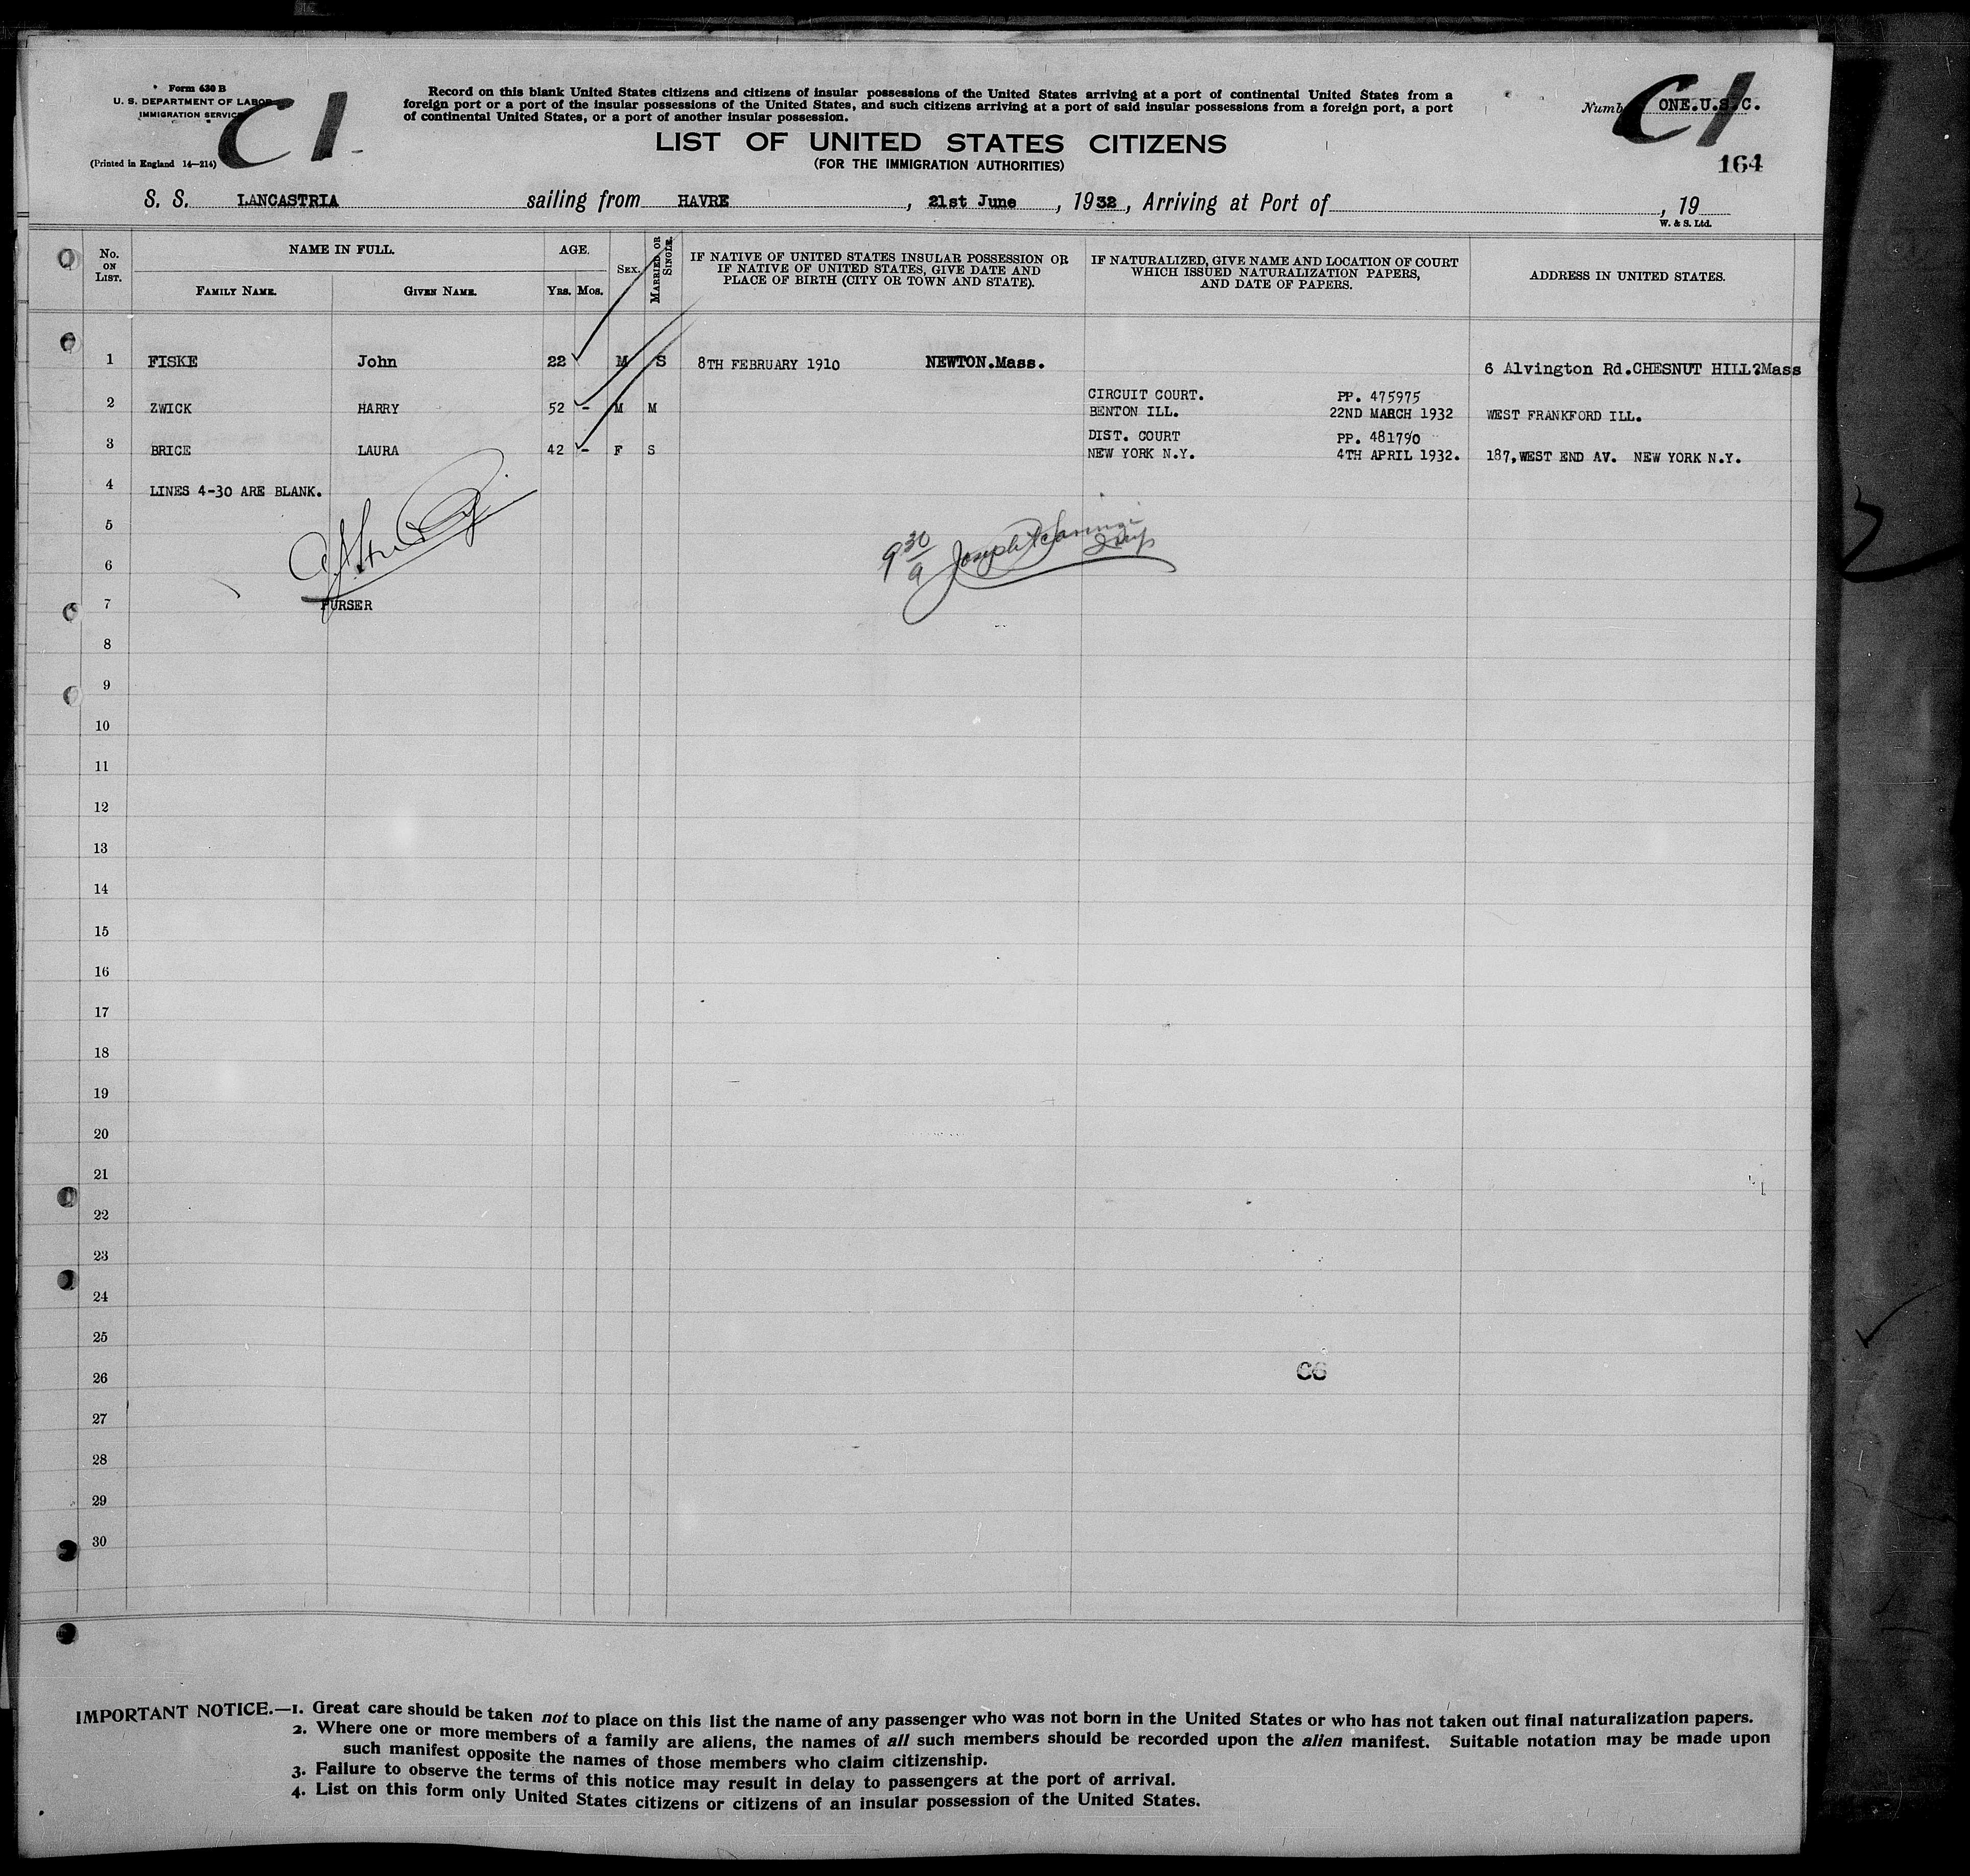 Form 630 B
U. S. DEPARTMENT OF LABOR
IMMIGRATION SERVICE
(Printed in England 14—214)
C1
Record on this blank United States citizens and citizens of insular possessions of the United States arriving at a port of continental United States from a
foreign port or a port of the insular possessions of the United States, and such citizens arriving at a port of said insular possessions from a foreign port, a port
of continental United States, or a port of another insular possession.
LIST OF UNITED STATES CITIZENS
(FOR THE IMMIGRATION AUTHORITIES)
Numb ONE.U.S.C.
C1
164
S. S. LANCASTRIA sailing from HAVRE, 21st June, 1932, Arriving at Port of , 19
W. & S. Ltd.
No. ON LIST.
NAME IN FULL.
FAMILY NAME. GIVEN NAME.
AGE.
YRS. MOS.
SEX.
MARRIED OR SINGLE.
IF NATIVE OF UNITED STATES INSULAR POSSESSION OR
IF NATIVE OF UNITED STATES, GIVE DATE AND
PLACE OF BIRTH (CITY OR TOWN AND STATE).
IF NATURALIZED, GIVE NAME AND LOCATION OF COURT
WHICH ISSUED NATURALIZATION PAPERS,
AND DATE OF PAPERS.
ADDRESS IN UNITED STATES.
1 FISKE John 22 M S 8TH FEBRUARY 1910 NEWTON.Mass. 6 Alvington Rd.CHESNUT HILL?Mass
CIRCUIT COURT. PP. 475975
2 ZWICK HARRY 52 - M M BENTON ILL. 22ND MARCH 1932 WEST FRANKFORD ILL.
DIST. COURT PP. 481790
3 BRICE LAURA 42 - F S NEW YORK N.Y. 4TH APRIL 1932. 187,WEST END AV. NEW YORK N.Y.
4 LINES 4-30 ARE BLANK.
5
9 30/a Joseph
6
7 PURSER
8
9
10
11
12
13
14
15
16
17
18
19
20
21
22
23
24
25
26 C6
27
28
29
30
IMPORTANT NOTICE.—1. Great care should be taken not to place on this list the name of any passenger who was not born in the United States or who has not taken out final naturalization papers.
2. Where one or more members of a family are aliens, the names of all such members should be recorded upon the alien manifest. Suitable notation may be made upon
such manifest opposite the names of those members who claim citizenship.
3. Failure to observe the terms of this notice may result in delay to passengers at the port of arrival.
4. List on this form only United States citizens or citizens of an insular possession of the United States.